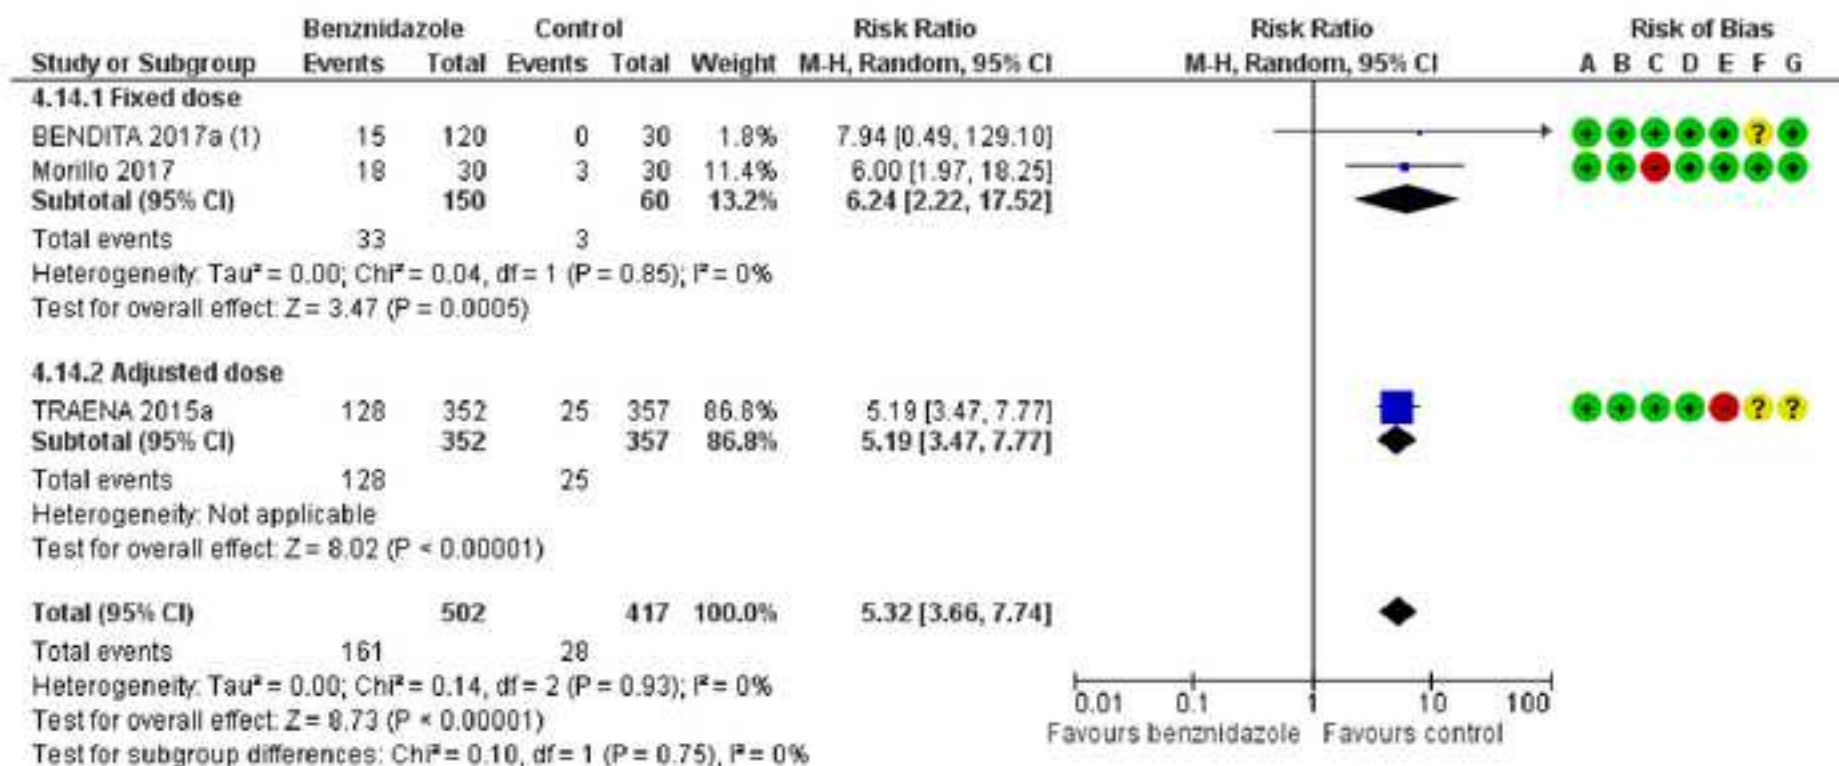 Benznidazole Control Risk Ratio Risk Ratio Risk of Bias
Study or Subgroup Events Total Events Total Weight M-H, Random, 95% CI M-H, Random, 95% CI A B C D E F G
4.14.1 Fixed dose
BENDITA 2017a (1) 15 120 0 30 1.8% 7.94 [0.49, 129.10] + + + + + ? +
Morillo 2017 18 30 3 30 11.4% 6.00 [1.97, 18.25] + + - + + + +
Subtotal (95% CI) 150 60 13.2% 6.24 [2.22, 17.52]
Total events 33 3
Heterogeneity: Tau² = 0.00; Chi² = 0.04, df = 1 (P = 0.85); I² = 0%
Test for overall effect: Z = 3.47 (P = 0.0005)
4.14.2 Adjusted dose
TRAENA 2015a 128 352 25 357 86.8% 5.19 [3.47, 7.77] + + + + - ? ?
Subtotal (95% CI) 352 357 86.8% 5.19 [3.47, 7.77]
Total events 128 25
Heterogeneity: Not applicable
Test for overall effect: Z = 8.02 (P < 0.00001)
Total (95% CI) 502 417 100.0% 5.32 [3.66, 7.74]
Total events 161 28
Heterogeneity: Tau² = 0.00; Chi² = 0.14, df = 2 (P = 0.93); I² = 0%
Test for overall effect: Z = 8.73 (P < 0.00001)
Test for subgroup differences: Chi² = 0.10, df = 1 (P = 0.75), I² = 0%
0.01 0.1 1 10 100
Favours benznidazole Favours control